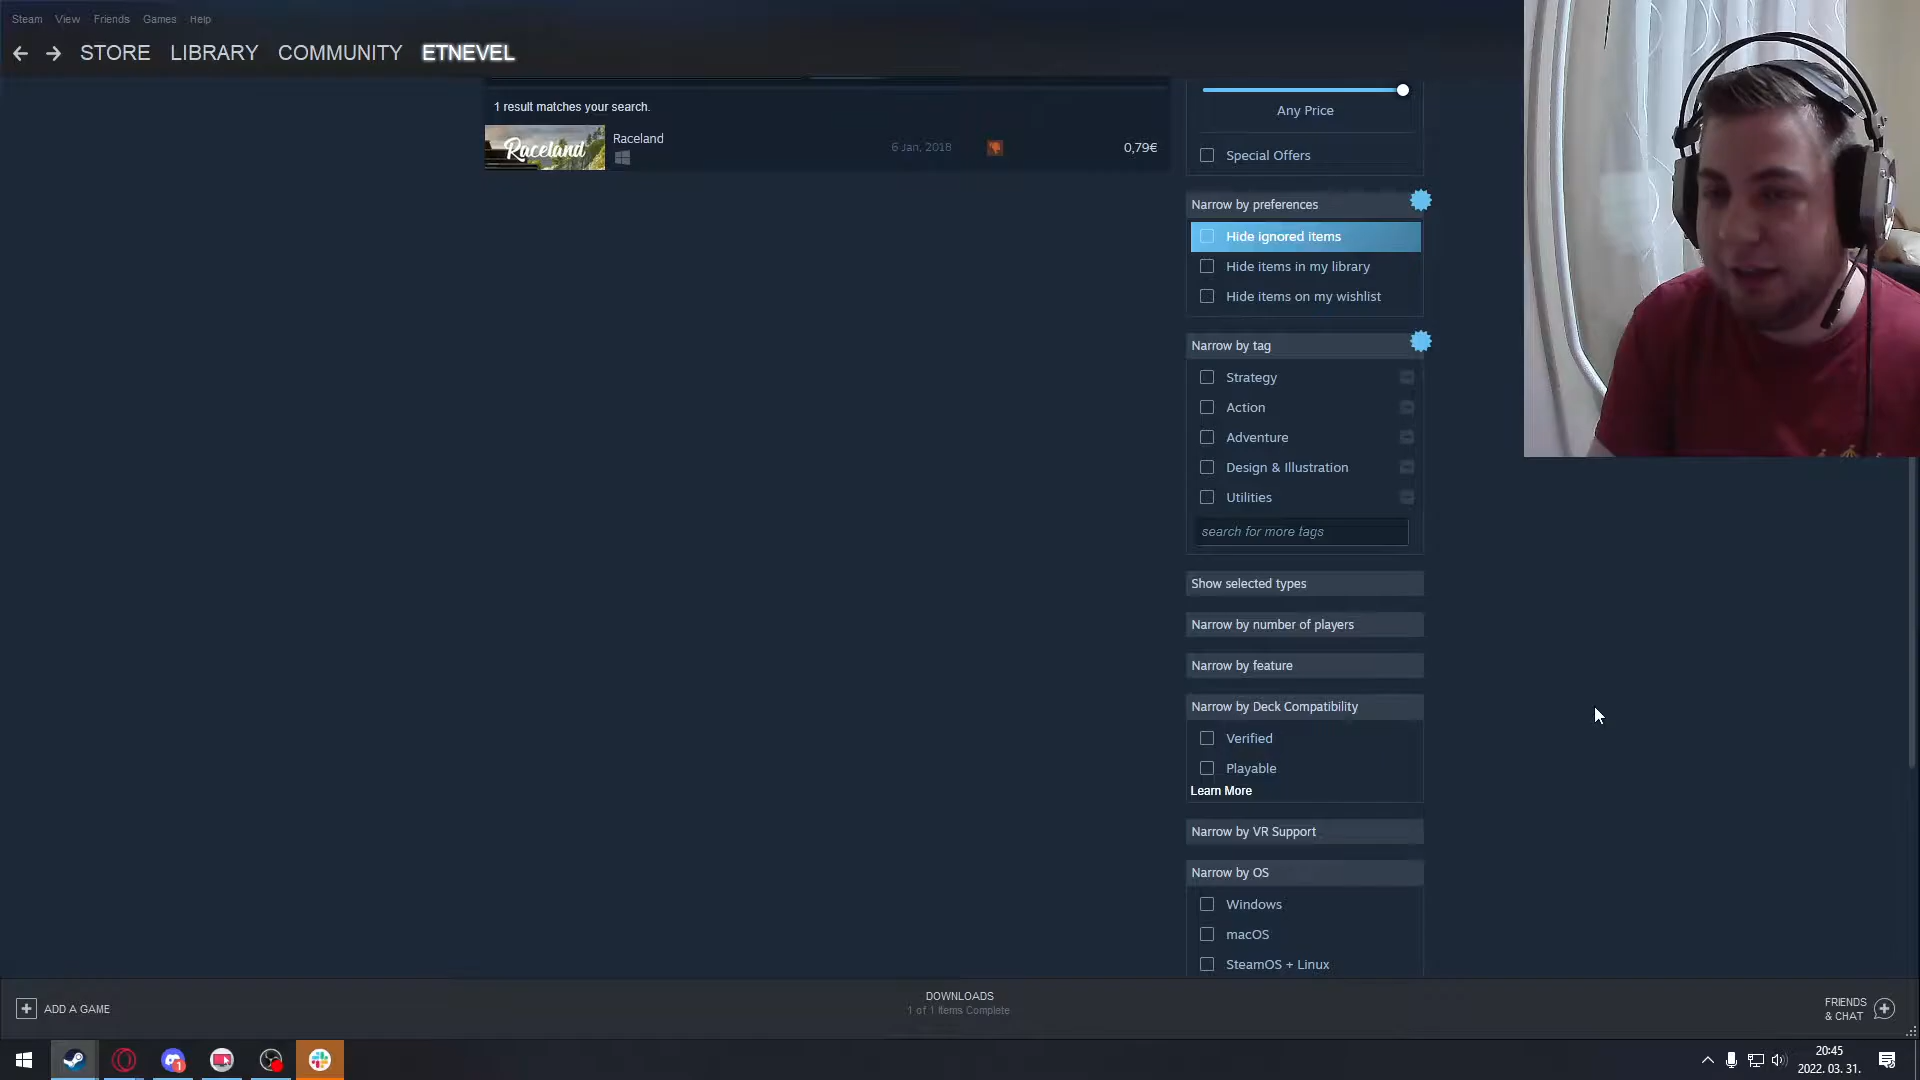 Steam View Friends Games Help
STORE LIBRARY COMMUNITY ETNEVEL
1 result matches your search.
Raceland
Raceland
6 Jan, 2018
0,79€
Any Price
Special Offers
Narrow by preferences
Hide ignored items
Hide items in my library
Hide items on my wishlist
Narrow by tag
Strategy
Action
Adventure
Design & Illustration
Utilities
search for more tags
Show selected types
Narrow by number of players
Narrow by feature
Narrow by Deck Compatibility
Verified
Playable
Learn More
Narrow by VR Support
Narrow by OS
Windows
macOS
SteamOS + Linux
ADD A GAME
DOWNLOADS
1 of 1 Items Complete
FRIENDS
& CHAT
1
20:45
2022. 03. 31.